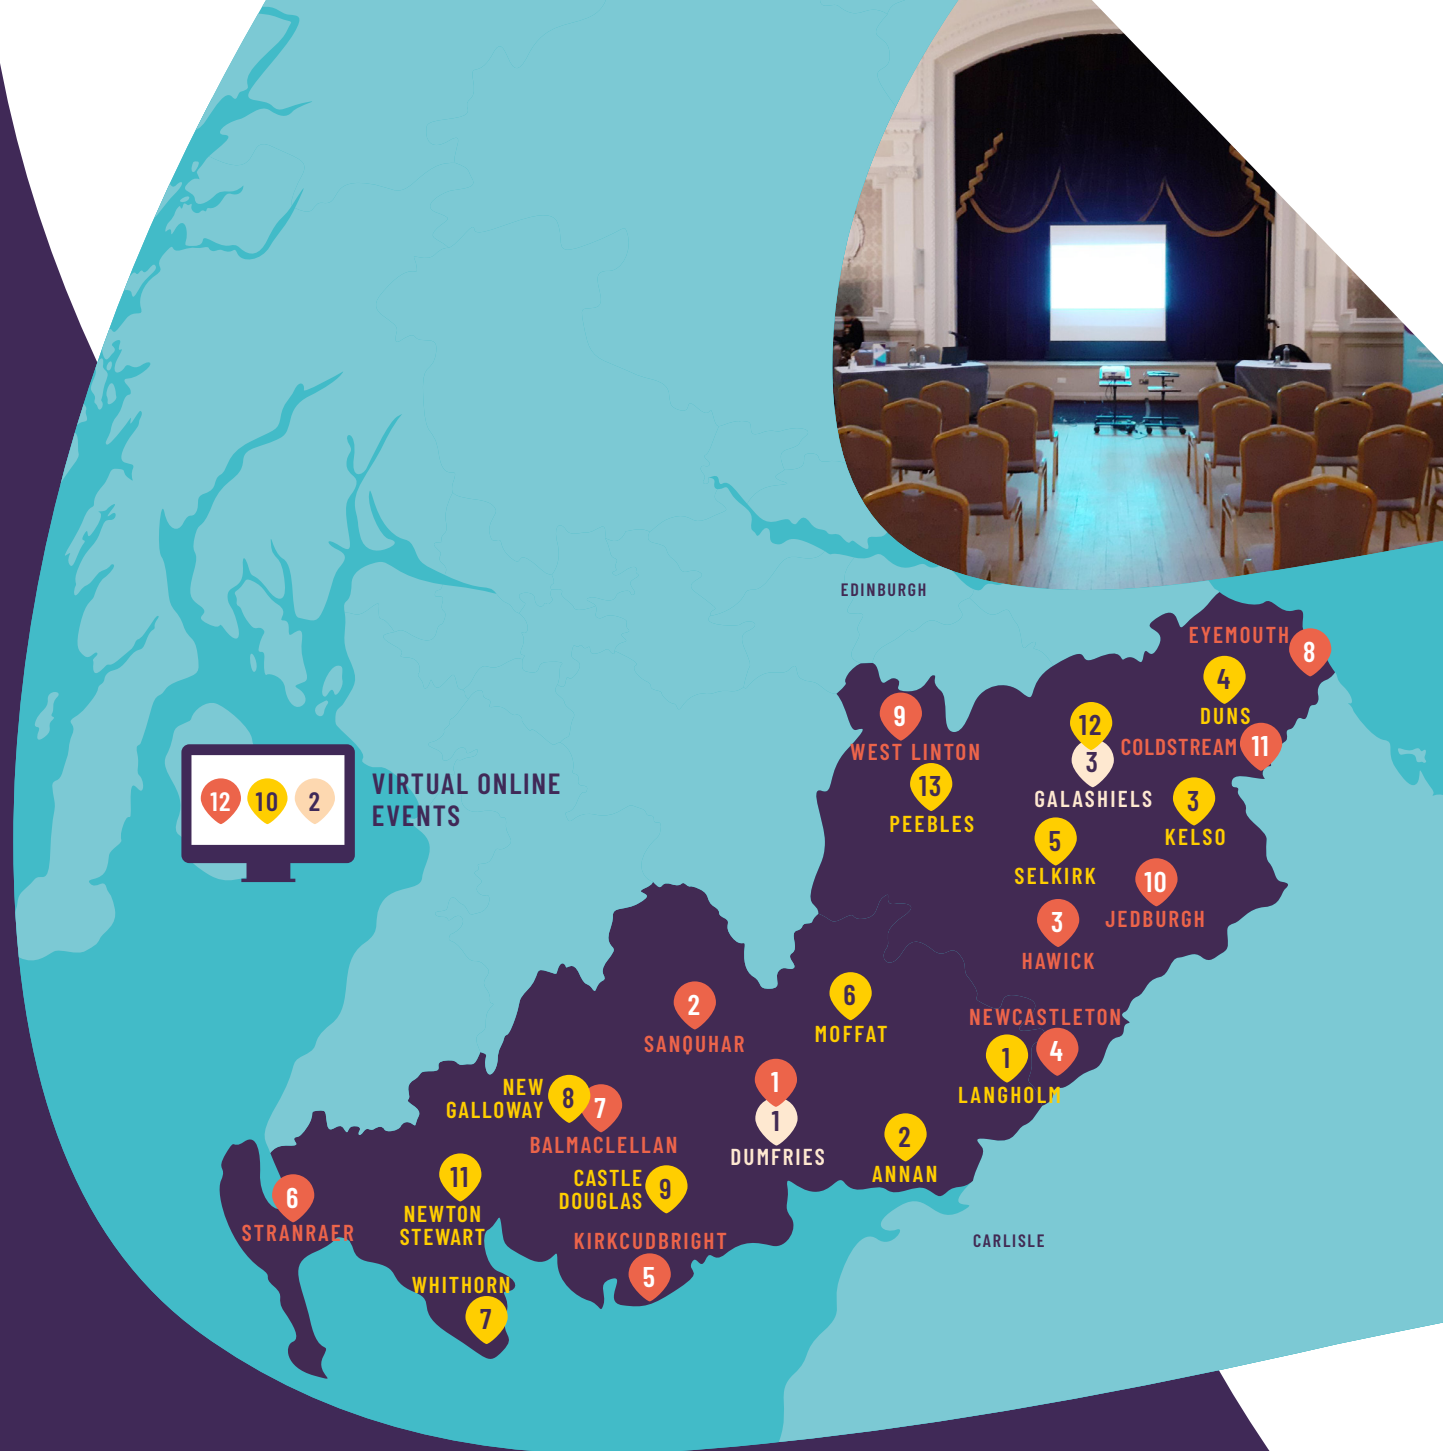 EDINBURGH
EYEMOUTH
8
4
DUNS
9
WEST LINTON
12
3
GALASHIELS
COLDSTREAM
11
13
PEEBLES
3
KELSO
5
SELKIRK
10
JEDBURGH
3
HAWICK
12 10 2
VIRTUAL ONLINE
EVENTS
2
SANQUHAR
6
MOFFAT
NEWCASTLETON
4
1
LANGHOLM
NEW
GALLOWAY
8
7
BALMACLELLAN
1
1
DUMFRIES
2
ANNAN
CASTLE
DOUGLAS
9
11
NEWTON
STEWART
6
STRANRAER
KIRKCUDBRIGHT
5
WHITHORN
7
CARLISLE